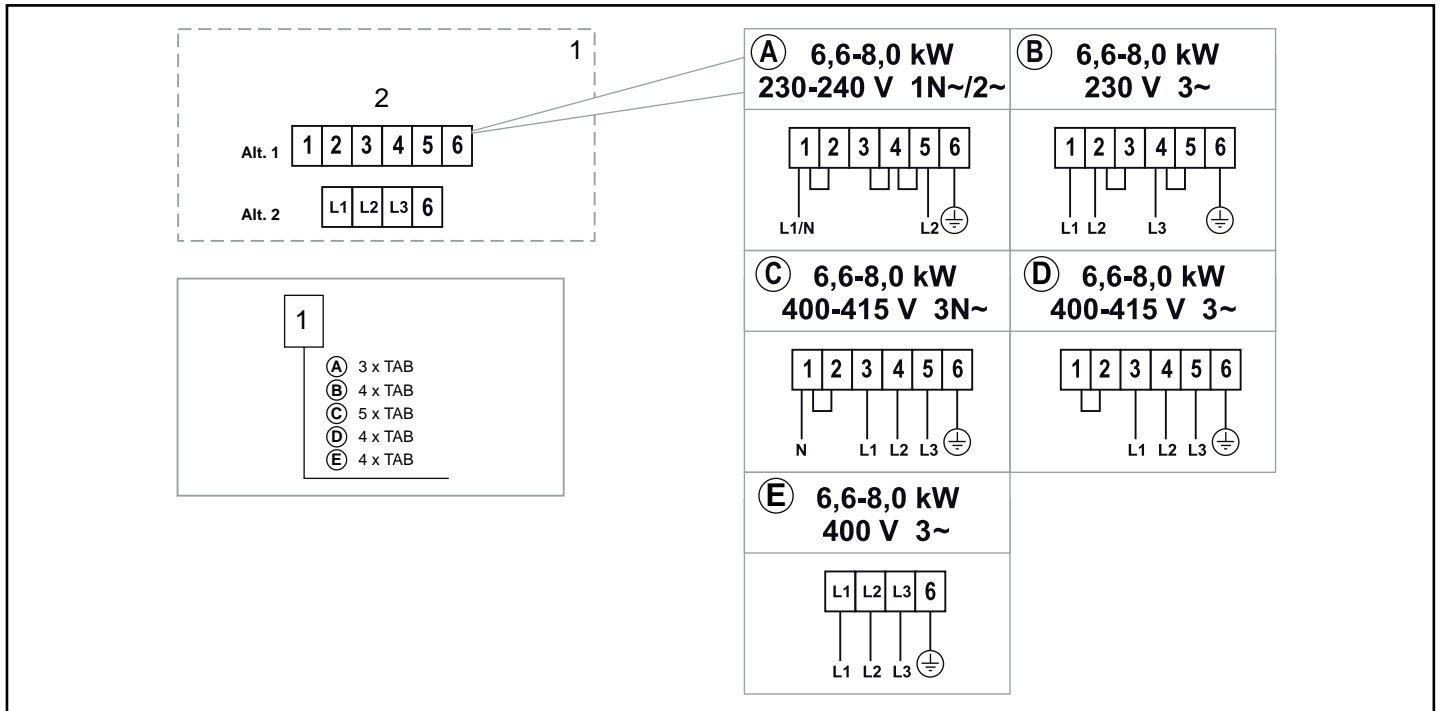 1
2
Alt. 1 1 2 3 4 5 6
Alt. 2 L1 L2 L3 6
1
A 3 x TAB
B 4 x TAB
C 5 x TAB
D 4 x TAB
E 4 x TAB
A 6,6-8,0 kW
230-240 V 1N~/2~
1 2 3 4 5 6
L1/N L2
B 6,6-8,0 kW
230 V 3~
1 2 3 4 5 6
L1 L2 L3
C 6,6-8,0 kW
400-415 V 3N~
1 2 3 4 5 6
N L1 L2 L3
D 6,6-8,0 kW
400-415 V 3~
1 2 3 4 5 6
L1 L2 L3
E 6,6-8,0 kW
400 V 3~
L1 L2 L3 6
L1 L2 L3